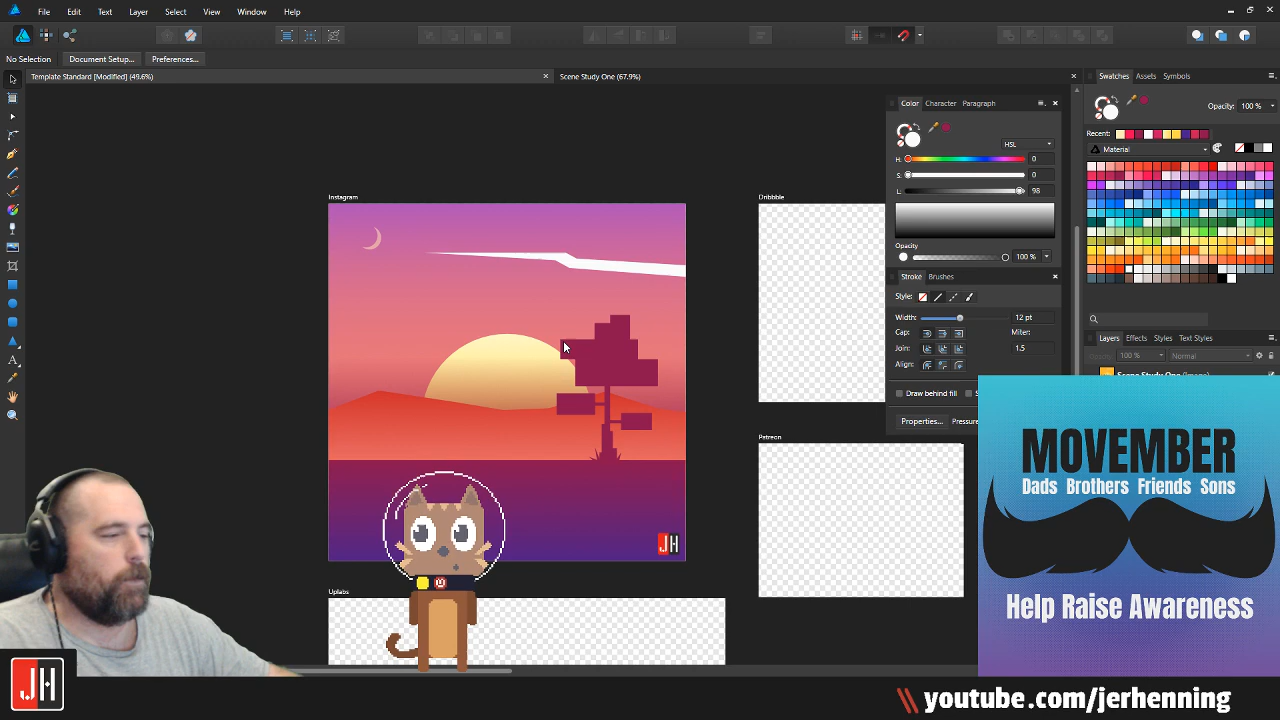 File Edit Text Layer Select View Window Help
No Selection Document Setup... Preferences...
Template Standard [Modified] (49.6%)
Scene Study One (67.9%)
Swatches Assets Symbols
Opacity: 100 %
Recent:
Material
Color Character Paragraph
HSL
H: 0
S: 0
L: 98
Opacity
100 %
Stroke Brushes
Style:
Width: 12 pt
Cap: Miter:
Join: 1.5
Align:
Draw behind fill
Properties... Pressure
Layers Effects Styles Text Styles
100 % Normal
Scene Study One (Image)
Instagram
Dribbble
Patreon
Uplabs
JH
MOVEMBER
Dads Brothers Friends Sons
Help Raise Awareness
JH
\\ youtube.com/jerhenning